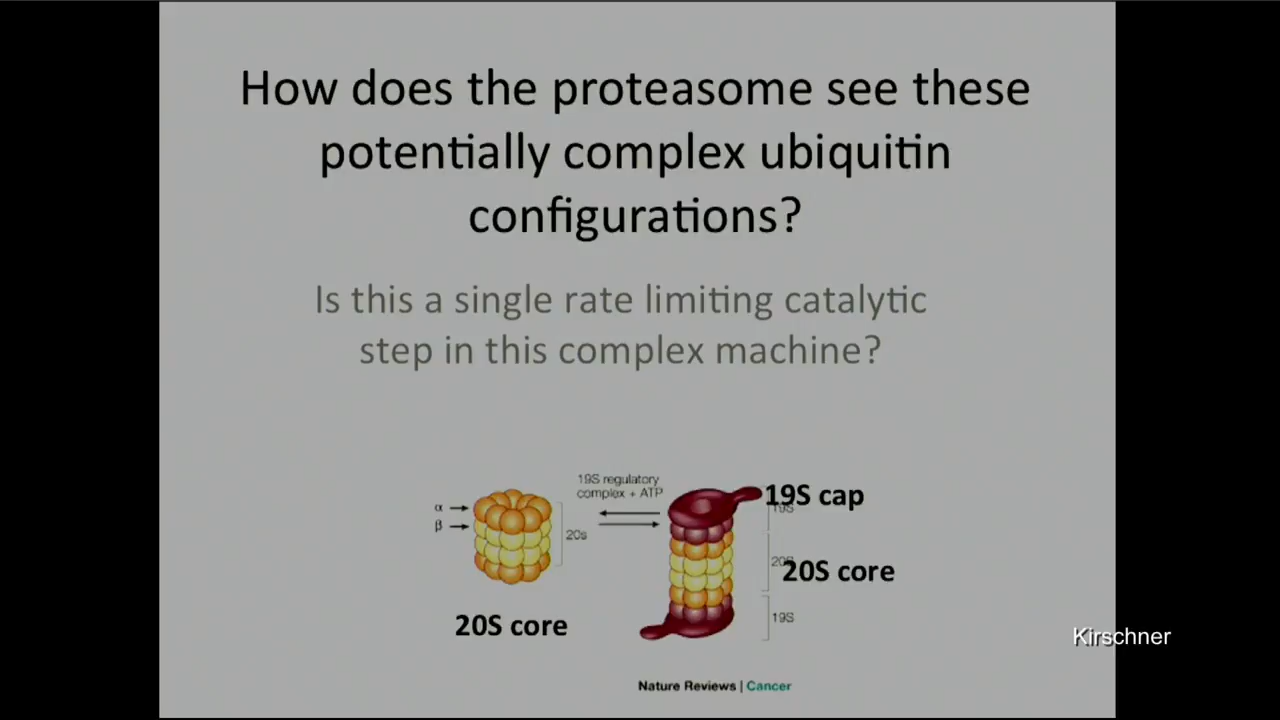 How does the proteasome see these
potentially complex ubiquitin
configurations?
Is this a single rate limiting catalytic
step in this complex machine?
19S regulatory
complex + ATP
α
β
20s
20S core
19S cap
19S
20S
20S core
19S
Kirschner
Nature Reviews | Cancer